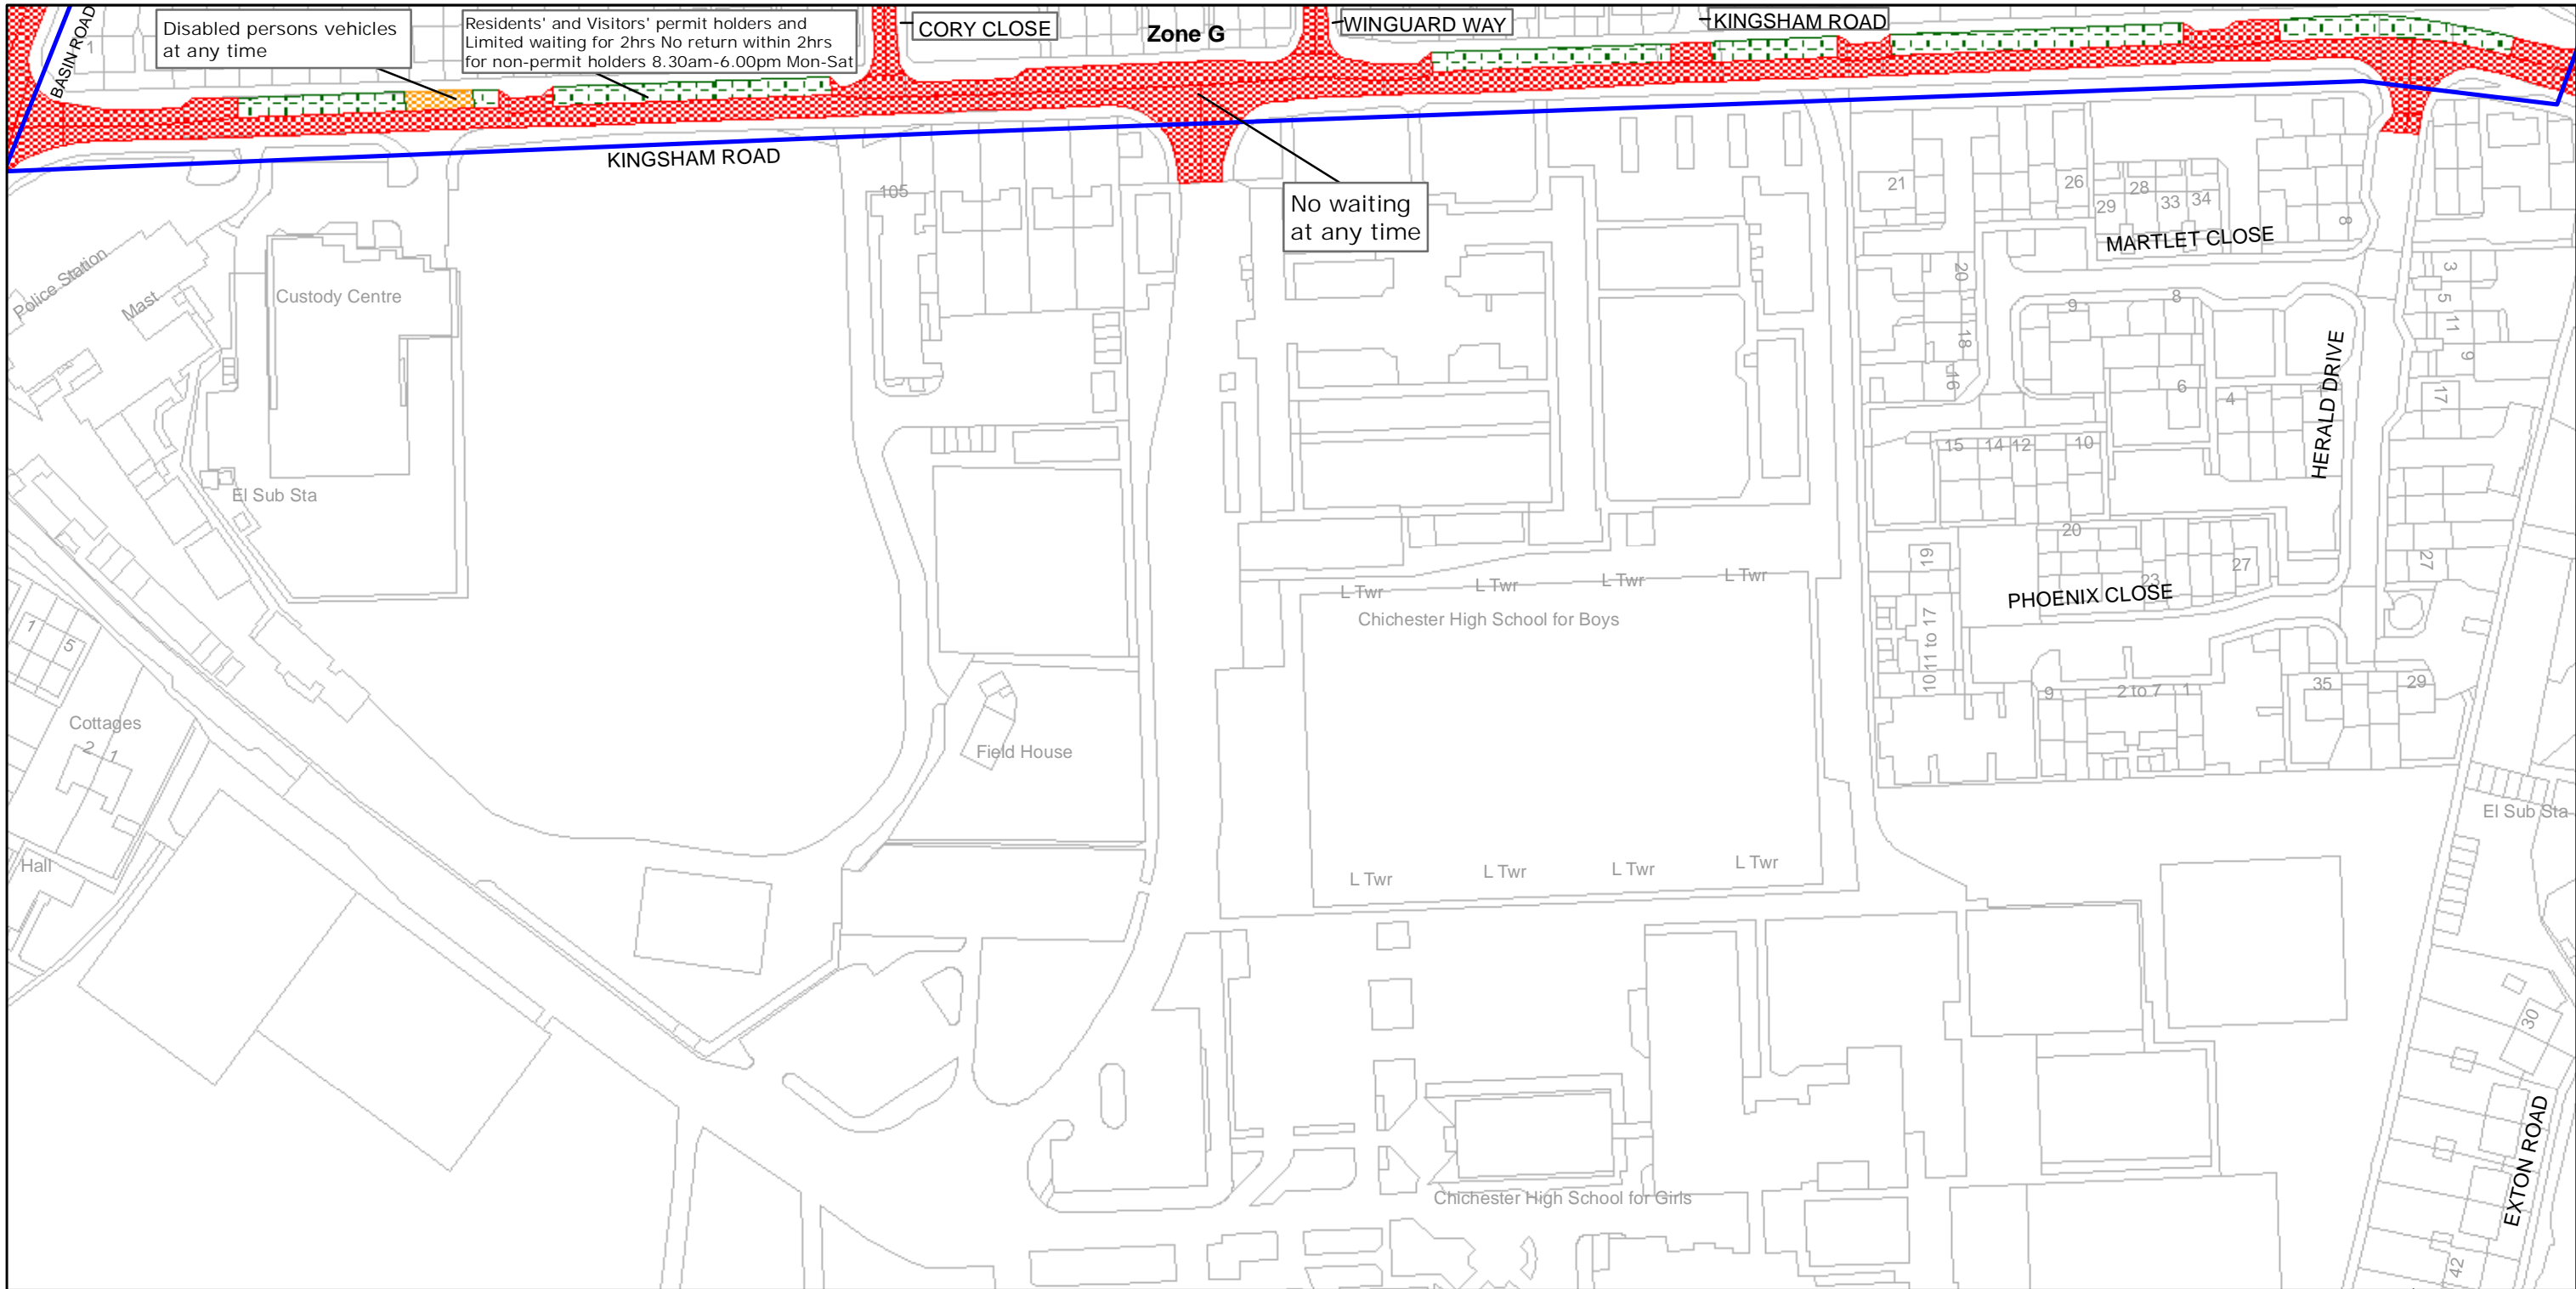 BASIN ROAD
1
Disabled persons vehicles
at any time
Residents' and Visitors' permit holders and
Limited waiting for 2hrs No return within 2hrs
for non-permit holders 8.30am-6.00pm Mon-Sat
CORY CLOSE
Zone G
WINGUARD WAY
KINGSHAM ROAD
KINGSHAM ROAD
No waiting
at any time
105
21
26
28
29
33
34
8
MARTLET CLOSE
Police Station
Mast
Custody Centre
El Sub Sta
20
18
16
9
8
6
4
3
5
11
9
17
HERALD DRIVE
15
14
12
10
20
19
23
27
27
PHOENIX CLOSE
L Twr
L Twr
L Twr
L Twr
Chichester High School for Boys
11 to 17
10
9
2 to 7
1
35
29
1
5
Cottages
2
1
Hall
Field House
L Twr
L Twr
L Twr
L Twr
El Sub Sta
30
Chichester High School for Girls
EXTON ROAD
42